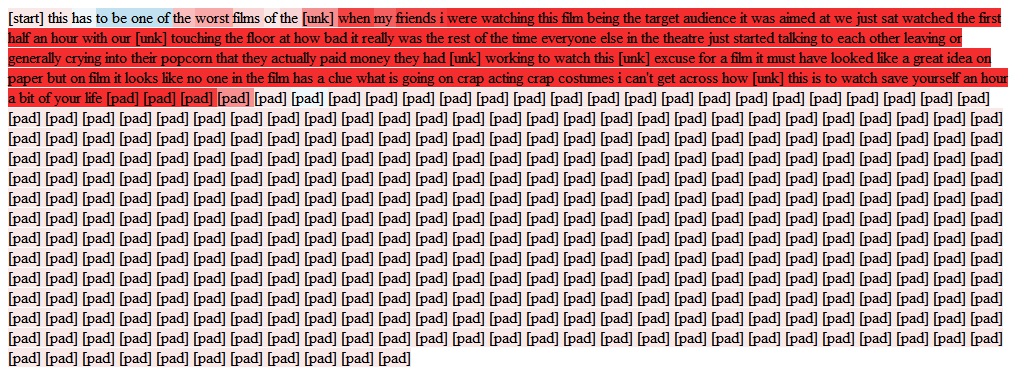 [start] this has to be one of the worst films of the [unk] when my friends i were watching this film being the target audience it was aimed at we just sat watched the first
half an hour with our [unk] touching the floor at how bad it really was the rest of the time everyone else in the theatre just started talking to each other leaving or
generally crying into their popcorn that they actually paid money they had [unk] working to watch this [unk] excuse for a film it must have looked like a great idea on
paper but on film it looks like no one in the film has a clue what is going on crap acting crap costumes i can't get across how [unk] this is to watch save yourself an hour
a bit of your life [pad] [pad] [pad] [pad] [pad] [pad] [pad] [pad] [pad] [pad] [pad] [pad] [pad] [pad] [pad] [pad] [pad] [pad] [pad] [pad] [pad] [pad] [pad] [pad]
[pad] [pad] [pad] [pad] [pad] [pad] [pad] [pad] [pad] [pad] [pad] [pad] [pad] [pad] [pad] [pad] [pad] [pad] [pad] [pad] [pad] [pad] [pad] [pad] [pad] [pad] [pad]
[pad] [pad] [pad] [pad] [pad] [pad] [pad] [pad] [pad] [pad] [pad] [pad] [pad] [pad] [pad] [pad] [pad] [pad] [pad] [pad] [pad] [pad] [pad] [pad] [pad] [pad] [pad]
[pad] [pad] [pad] [pad] [pad] [pad] [pad] [pad] [pad] [pad] [pad] [pad] [pad] [pad] [pad] [pad] [pad] [pad] [pad] [pad] [pad] [pad] [pad] [pad] [pad] [pad] [pad]
[pad] [pad] [pad] [pad] [pad] [pad] [pad] [pad] [pad] [pad] [pad] [pad] [pad] [pad] [pad] [pad] [pad] [pad] [pad] [pad] [pad] [pad] [pad] [pad] [pad] [pad] [pad]
[pad] [pad] [pad] [pad] [pad] [pad] [pad] [pad] [pad] [pad] [pad] [pad] [pad] [pad] [pad] [pad] [pad] [pad] [pad] [pad] [pad] [pad] [pad] [pad] [pad] [pad] [pad]
[pad] [pad] [pad] [pad] [pad] [pad] [pad] [pad] [pad] [pad] [pad] [pad] [pad] [pad] [pad] [pad] [pad] [pad] [pad] [pad] [pad] [pad] [pad] [pad] [pad] [pad] [pad]
[pad] [pad] [pad] [pad] [pad] [pad] [pad] [pad] [pad] [pad] [pad] [pad] [pad] [pad] [pad] [pad] [pad] [pad] [pad] [pad] [pad] [pad] [pad] [pad] [pad] [pad] [pad]
[pad] [pad] [pad] [pad] [pad] [pad] [pad] [pad] [pad] [pad] [pad] [pad] [pad] [pad] [pad] [pad] [pad] [pad] [pad] [pad] [pad] [pad] [pad] [pad] [pad] [pad] [pad]
[pad] [pad] [pad] [pad] [pad] [pad] [pad] [pad] [pad] [pad] [pad] [pad] [pad] [pad] [pad] [pad] [pad] [pad] [pad] [pad] [pad] [pad] [pad] [pad] [pad] [pad] [pad]
[pad] [pad] [pad] [pad] [pad] [pad] [pad] [pad] [pad] [pad] [pad] [pad] [pad] [pad] [pad] [pad] [pad] [pad] [pad] [pad] [pad] [pad] [pad] [pad] [pad] [pad] [pad]
[pad] [pad] [pad] [pad] [pad] [pad] [pad] [pad] [pad] [pad] [pad] [pad] [pad] [pad] [pad] [pad] [pad] [pad] [pad] [pad] [pad] [pad] [pad] [pad] [pad] [pad] [pad]
[pad] [pad] [pad] [pad] [pad] [pad] [pad] [pad] [pad] [pad] [pad] [pad] [pad] [pad] [pad] [pad] [pad] [pad] [pad] [pad] [pad] [pad] [pad] [pad] [pad] [pad] [pad]
[pad] [pad] [pad] [pad] [pad] [pad] [pad] [pad] [pad] [pad] [pad]